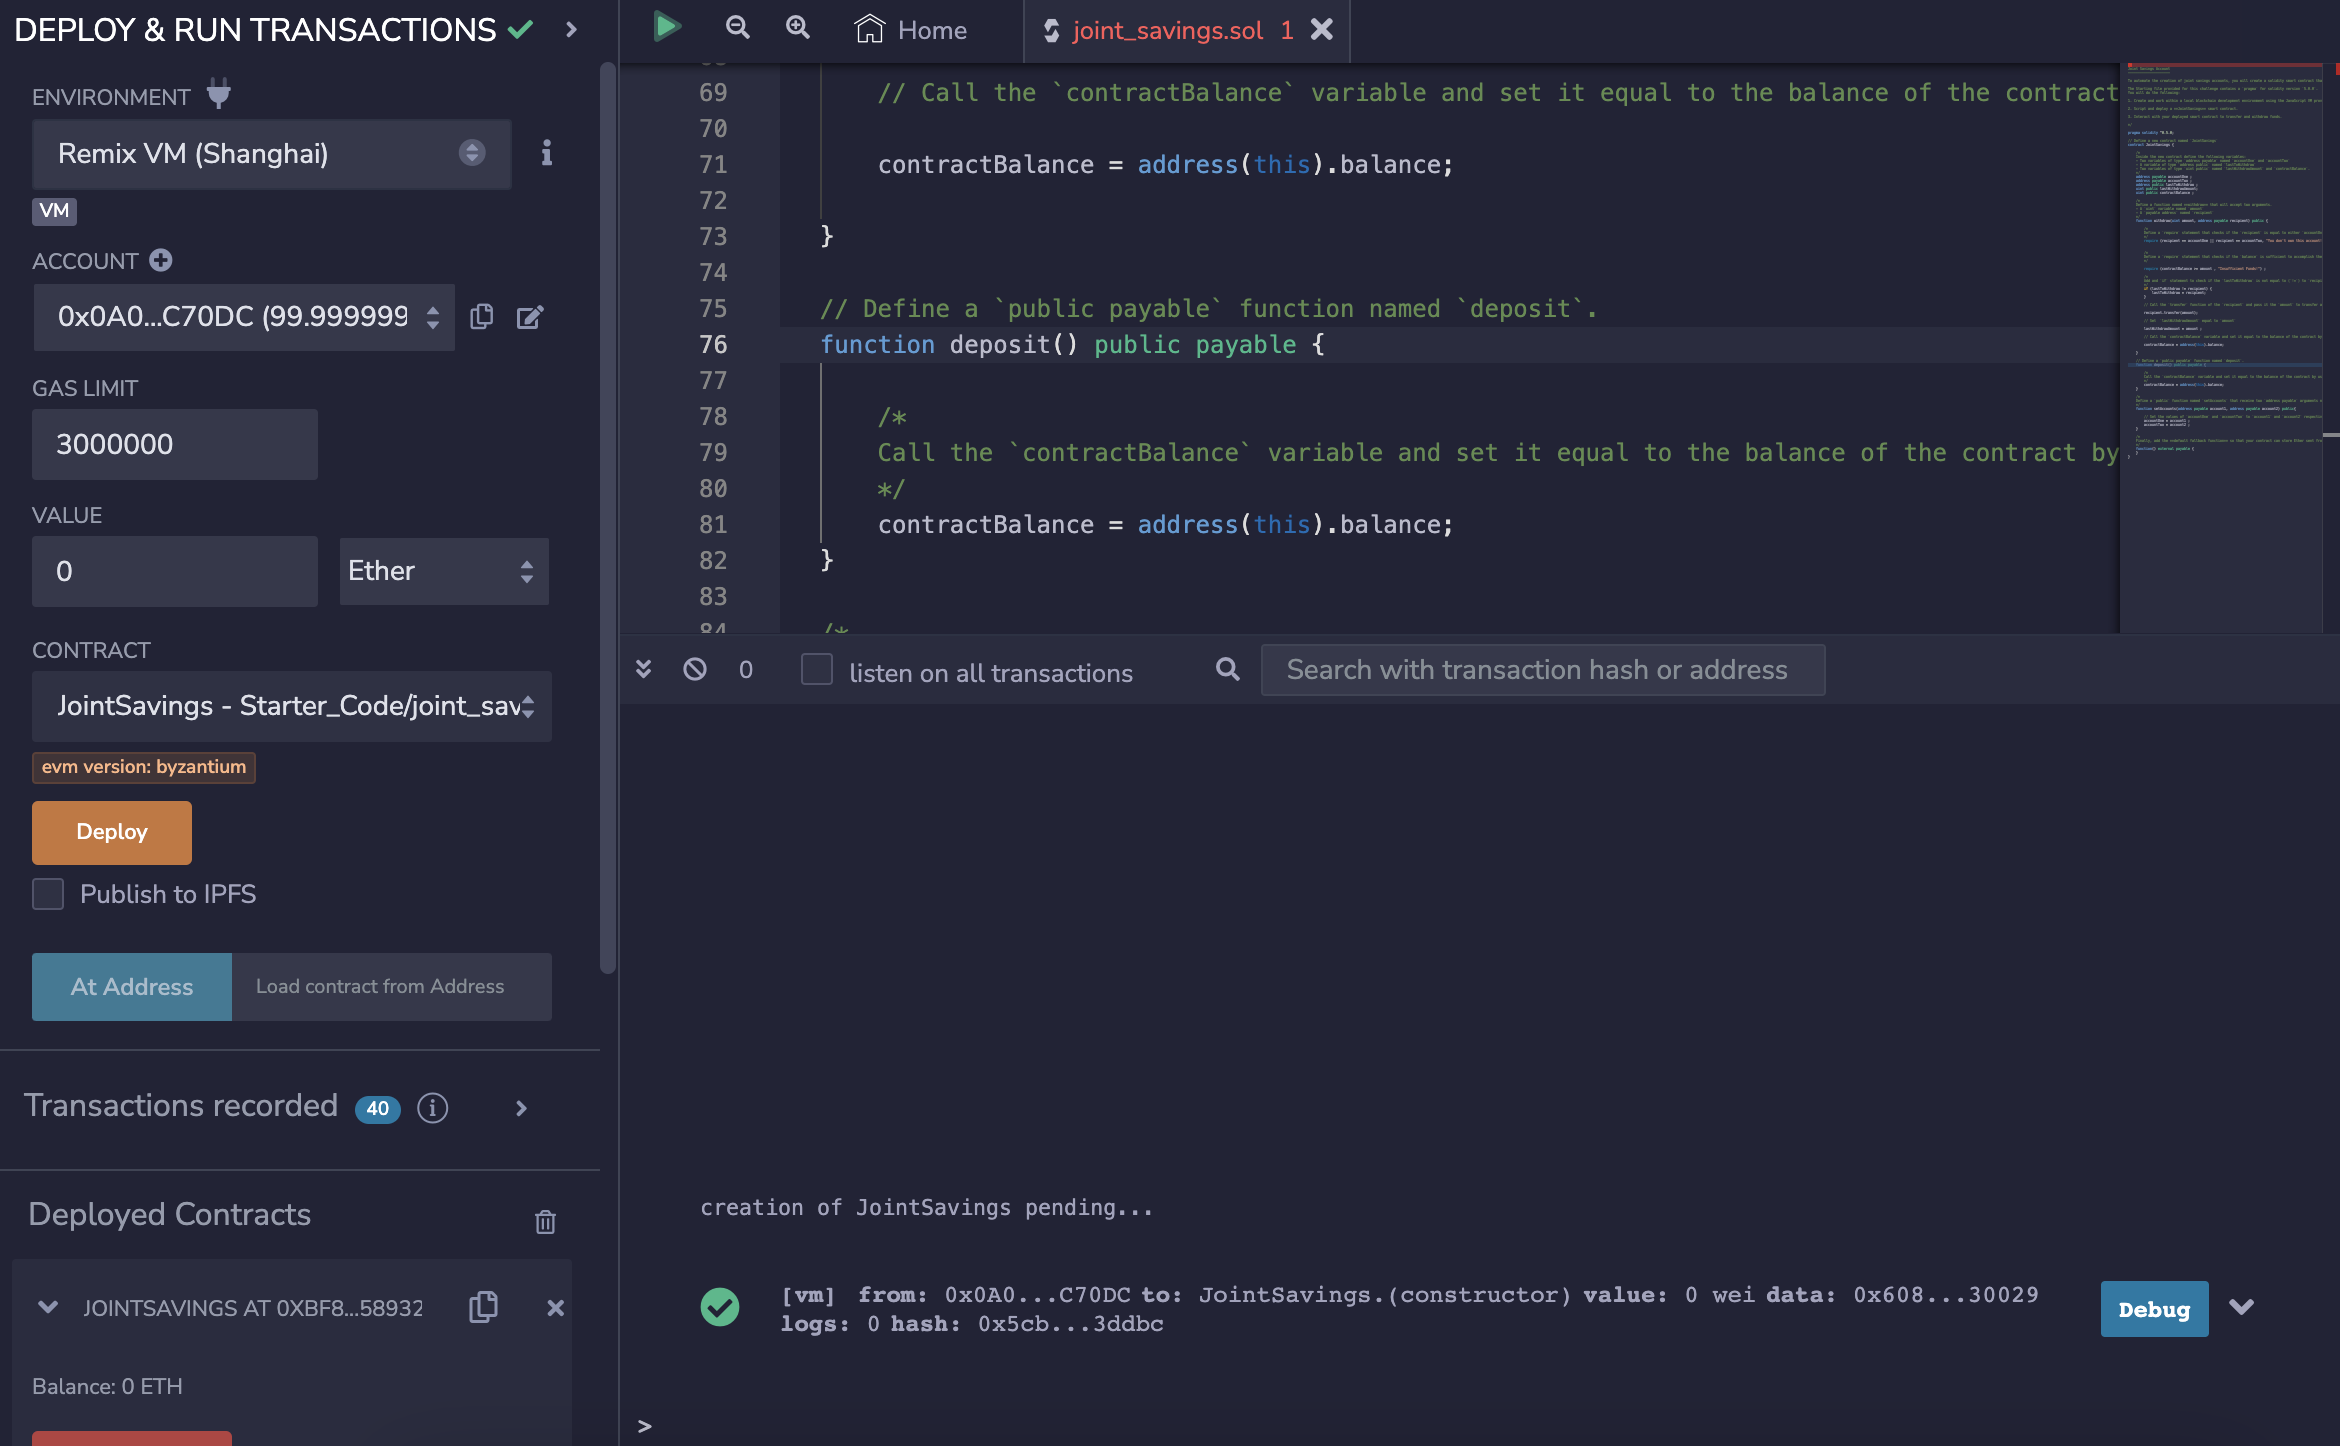 DEPLOY & RUN TRANSACTIONS
ENVIRONMENT
Remix VM (Shanghai)
VM
ACCOUNT
0x0A0...C70DC (99.999999
GAS LIMIT
3000000
VALUE
0
Ether
CONTRACT
JointSavings - Starter_Code/joint_sav
evm version: byzantium
Deploy
Publish to IPFS
At Address
Load contract from Address
Transactions recorded 40
Deployed Contracts
JOINTSAVINGS AT 0XBF8...58932
Balance: 0 ETH
Home
joint_savings.sol 1
69 // Call the `contractBalance` variable and set it equal to the balance of the contract
70
71 contractBalance = address(this).balance;
72
73 }
74
75 // Define a `public payable` function named `deposit`.
76 function deposit() public payable {
77
78 /*
79 Call the `contractBalance` variable and set it equal to the balance of the contract by
80 */
81 contractBalance = address(this).balance;
82 }
83
84 /*
0
listen on all transactions
Search with transaction hash or address
creation of JointSavings pending...
[vm] from: 0x0A0...C70DC to: JointSavings.(constructor) value: 0 wei data: 0x608...30029
logs: 0 hash: 0x5cb...3ddbc
Debug
>